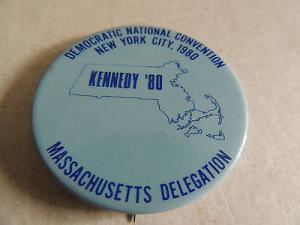 DEMOCRATIC NATIONAL CONVENTION
NEW YORK CITY, 1980
KENNEDY '80
MASSACHUSETTS DELEGATION